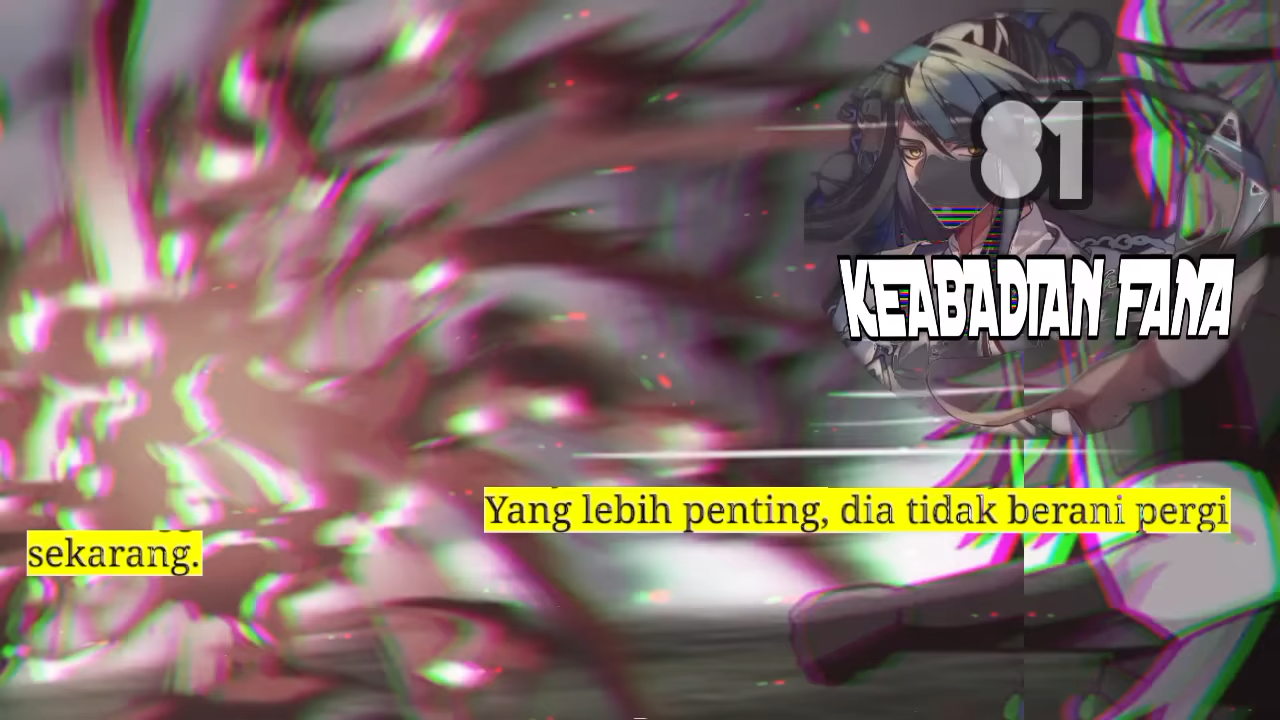 81
KEABADIAN FANA
Yang lebih penting, dia tidak berani pergi
sekarang.